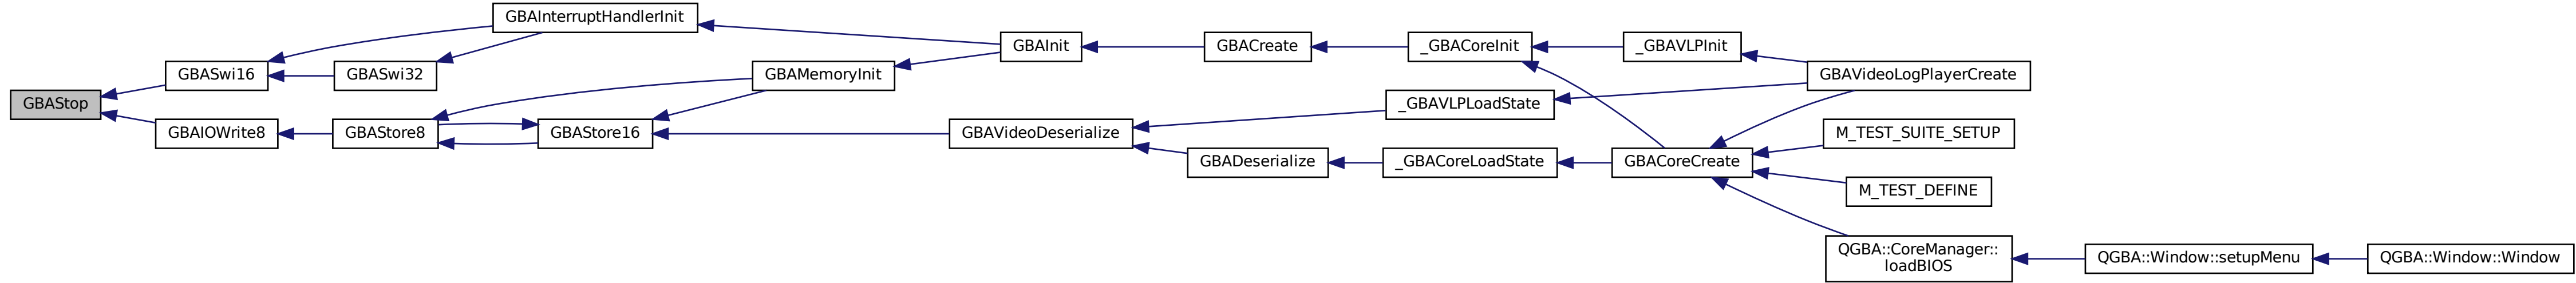 GBAInterruptHandlerInit
GBAInit
GBACreate
_GBACoreInit
_GBAVLPInit
GBASwi16
GBASwi32
GBAMemoryInit
GBAVideoLogPlayerCreate
GBAStop
_GBAVLPLoadState
GBAIOWrite8
GBAStore8
GBAStore16
GBAVideoDeserialize
M_TEST_SUITE_SETUP
GBADeserialize
_GBACoreLoadState
GBACoreCreate
M_TEST_DEFINE
QGBA::CoreManager::
loadBIOS
QGBA::Window::setupMenu
QGBA::Window::Window